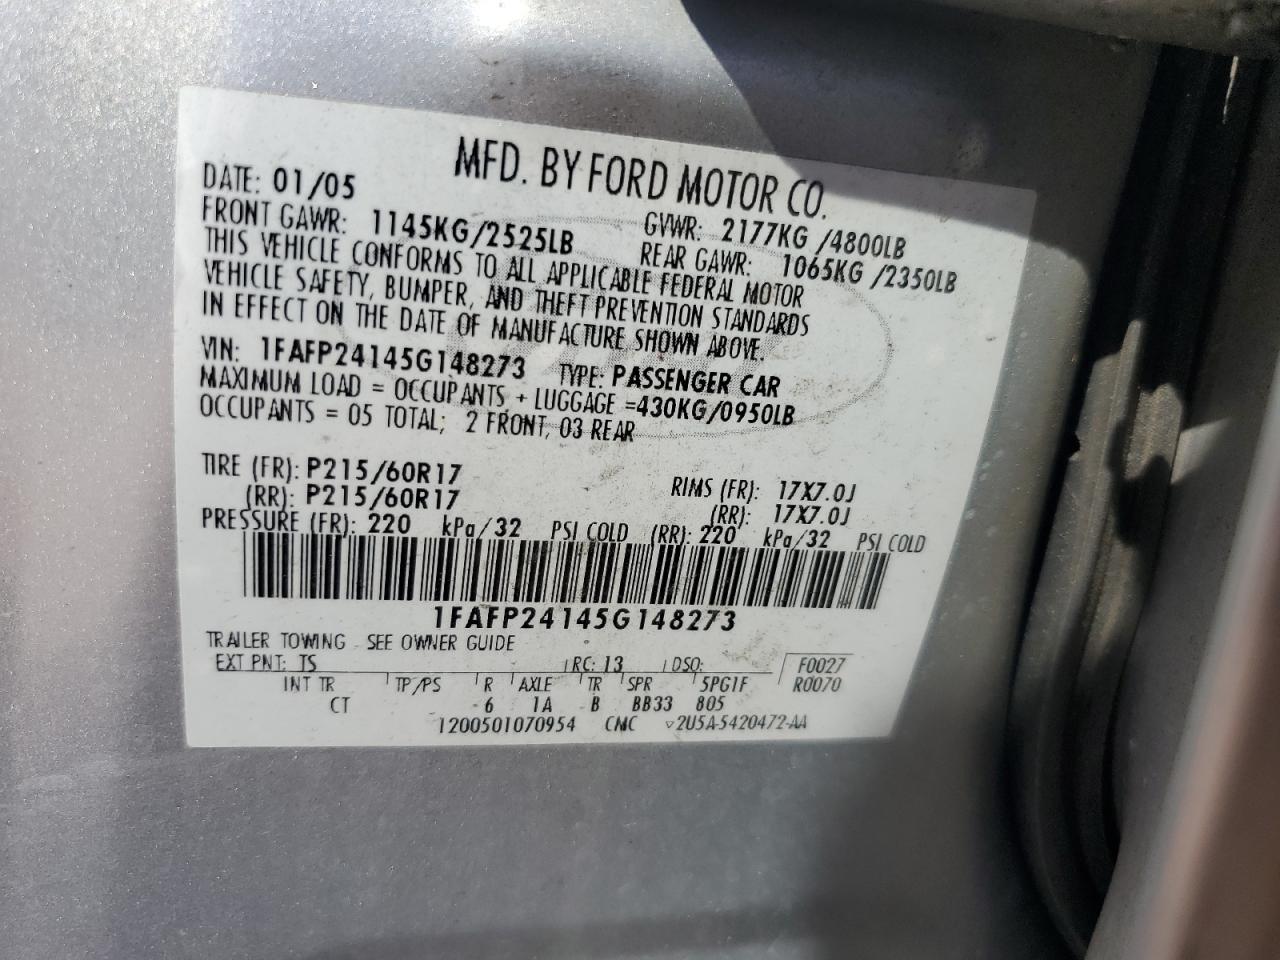 MFD. BY FORD MOTOR CO.
DATE: 01/05 GVWR: 2177KG /4800LB
FRONT GAWR: 1145KG/2525LB REAR GAWR: 1065KG /2350LB
THIS VEHICLE CONFORMS TO ALL APPLICABLE FEDERAL MOTOR
VEHICLE SAFETY, BUMPER, AND THEFT PREVENTION STANDARDS
IN EFFECT ON THE DATE OF MANUFACTURE SHOWN ABOVE.
VIN: 1FAFP24145G148273 TYPE: PASSENGER CAR
MAXIMUM LOAD = OCCUPANTS + LUGGAGE =430KG/0950LB
OCCUPANTS = 05 TOTAL; 2 FRONT, 03 REAR
TIRE (FR): P215/60R17 RIMS (FR): 17X7.0J
(RR): P215/60R17 (RR): 17X7.0J
PRESSURE (FR): 220 kPa/32 PSI COLD (RR): 220 kPa/32 PSI COLD
1FAFP24145G148273
TRAILER TOWING - SEE OWNER GUIDE
EXT PNT: TS RC: 13 DSO: F0027
INT TR TP/PS R AXLE TR SPR 5PG1F R0070
CT 6 1A B BB33 805
1200501070954 CMC ▽2U5A-5420472-AA